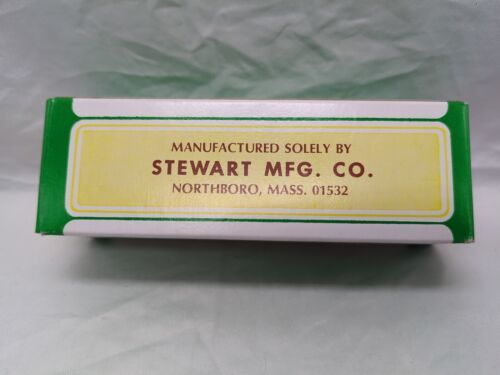 MANUFACTURED SOLELY BY
STEWART MFG. CO.
NORTHBORO, MASS. 01532